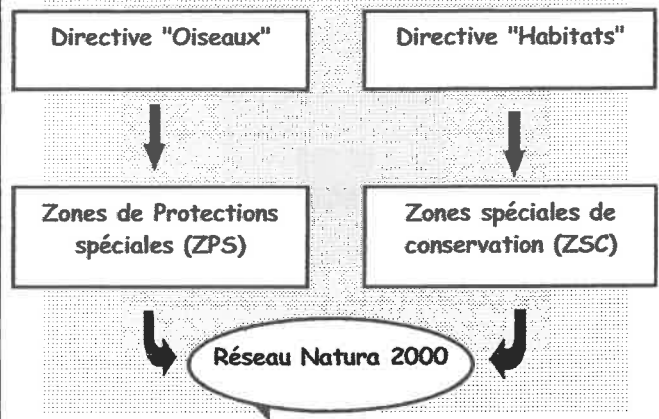 Directive "Oiseaux"
Directive "Habitats"
Zones de Protections
spéciales (ZPS)
Zones spéciales de
conservation (ZSC)
Réseau Natura 2000